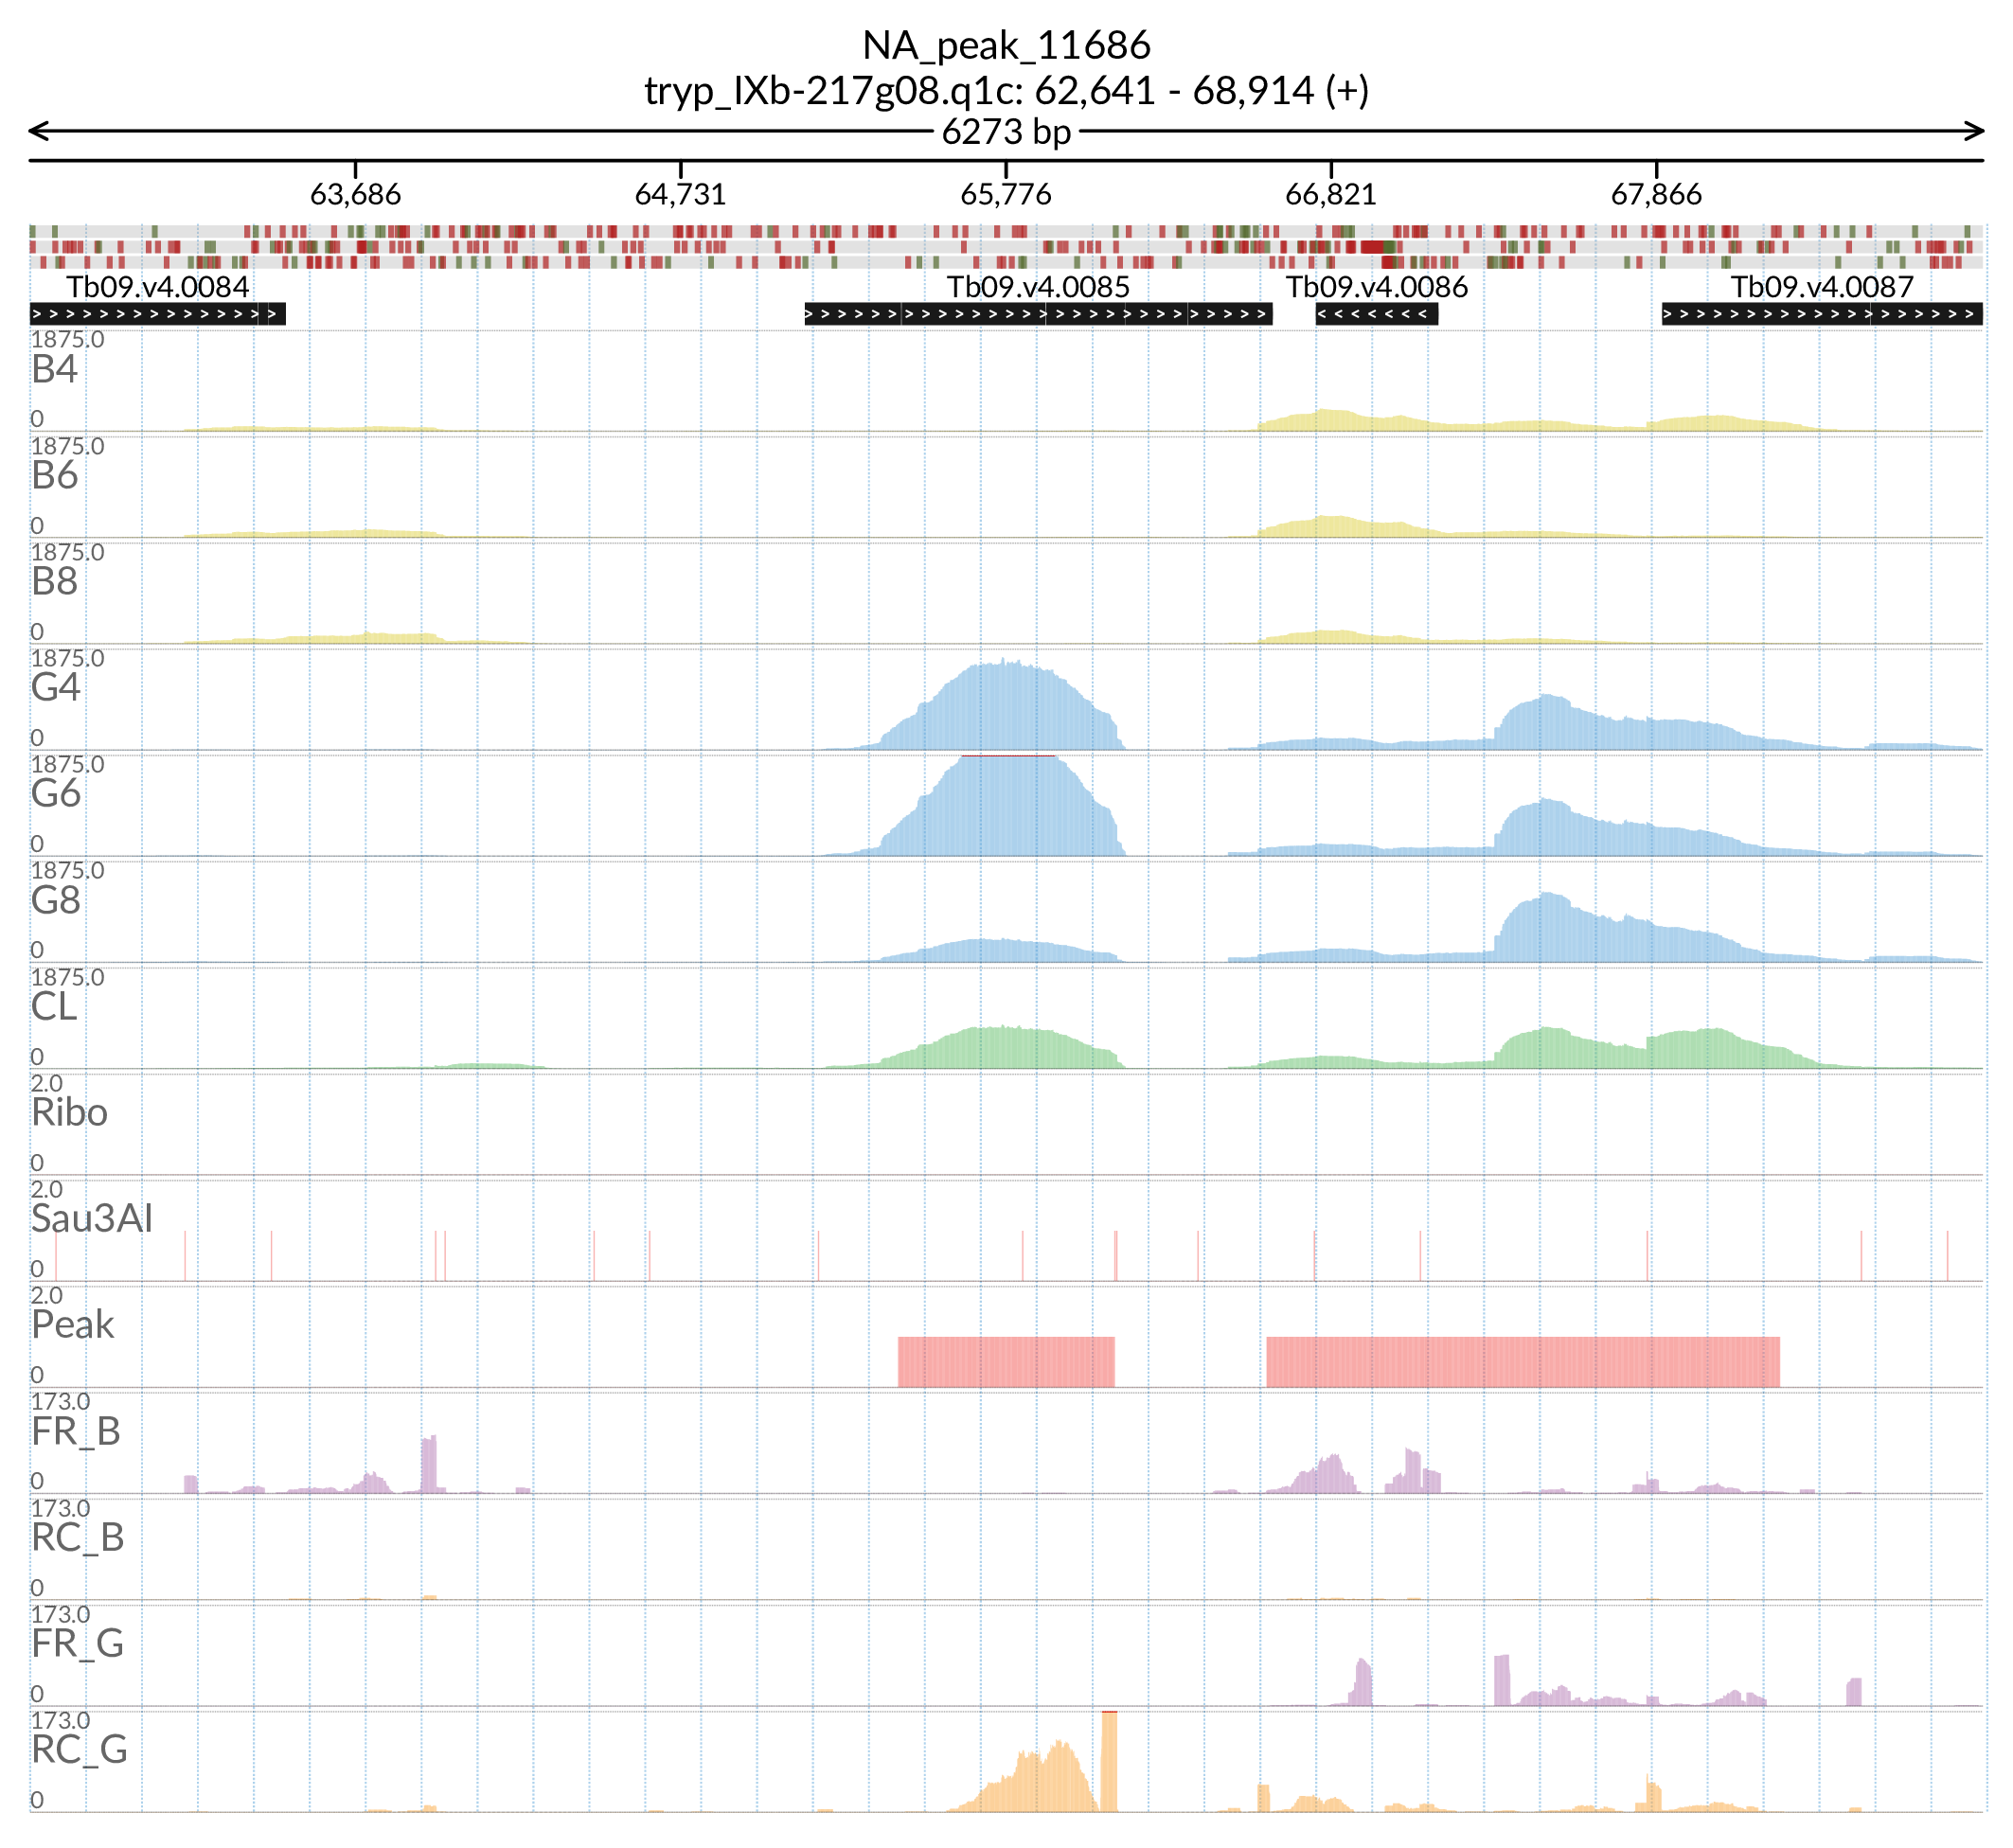 NA_peak_11686
tryp_IXb-217g08.q1c: 62,641 - 68,914 (+)
6273 bp
63,686 64,731 65,776 66,821 67,866
Tb09.v4.0084 Tb09.v4.0085 Tb09.v4.0086 Tb09.v4.0087
1875.0
B4
0
1875.0
B6
0
1875.0
B8
0
1875.0
G4
0
1875.0
G6
0
1875.0
G8
0
1875.0
CL
0
2.0
Ribo
0
2.0
Sau3AI
0
2.0
Peak
0
173.0
FR_B
0
173.0
RC_B
0
173.0
FR_G
0
173.0
RC_G
0